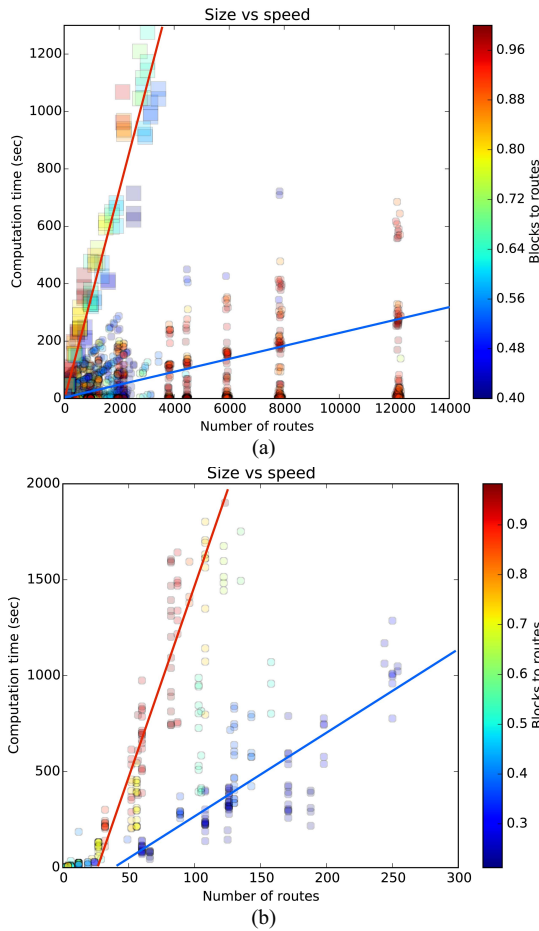 Size vs speed
1200
1000
800
600
400
200
0
Computation time (sec)
0 2000 4000 6000 8000 10000 12000 14000
Number of routes
0.96
0.88
0.80
0.72
0.64
0.56
0.48
0.40
Blocks to routes
(a)
Size vs speed
2000
1500
1000
500
0
Computation time (sec)
0 50 100 150 200 250 300
Number of routes
0.9
0.8
0.7
0.6
0.5
0.4
0.3
Blocks to routes
(b)